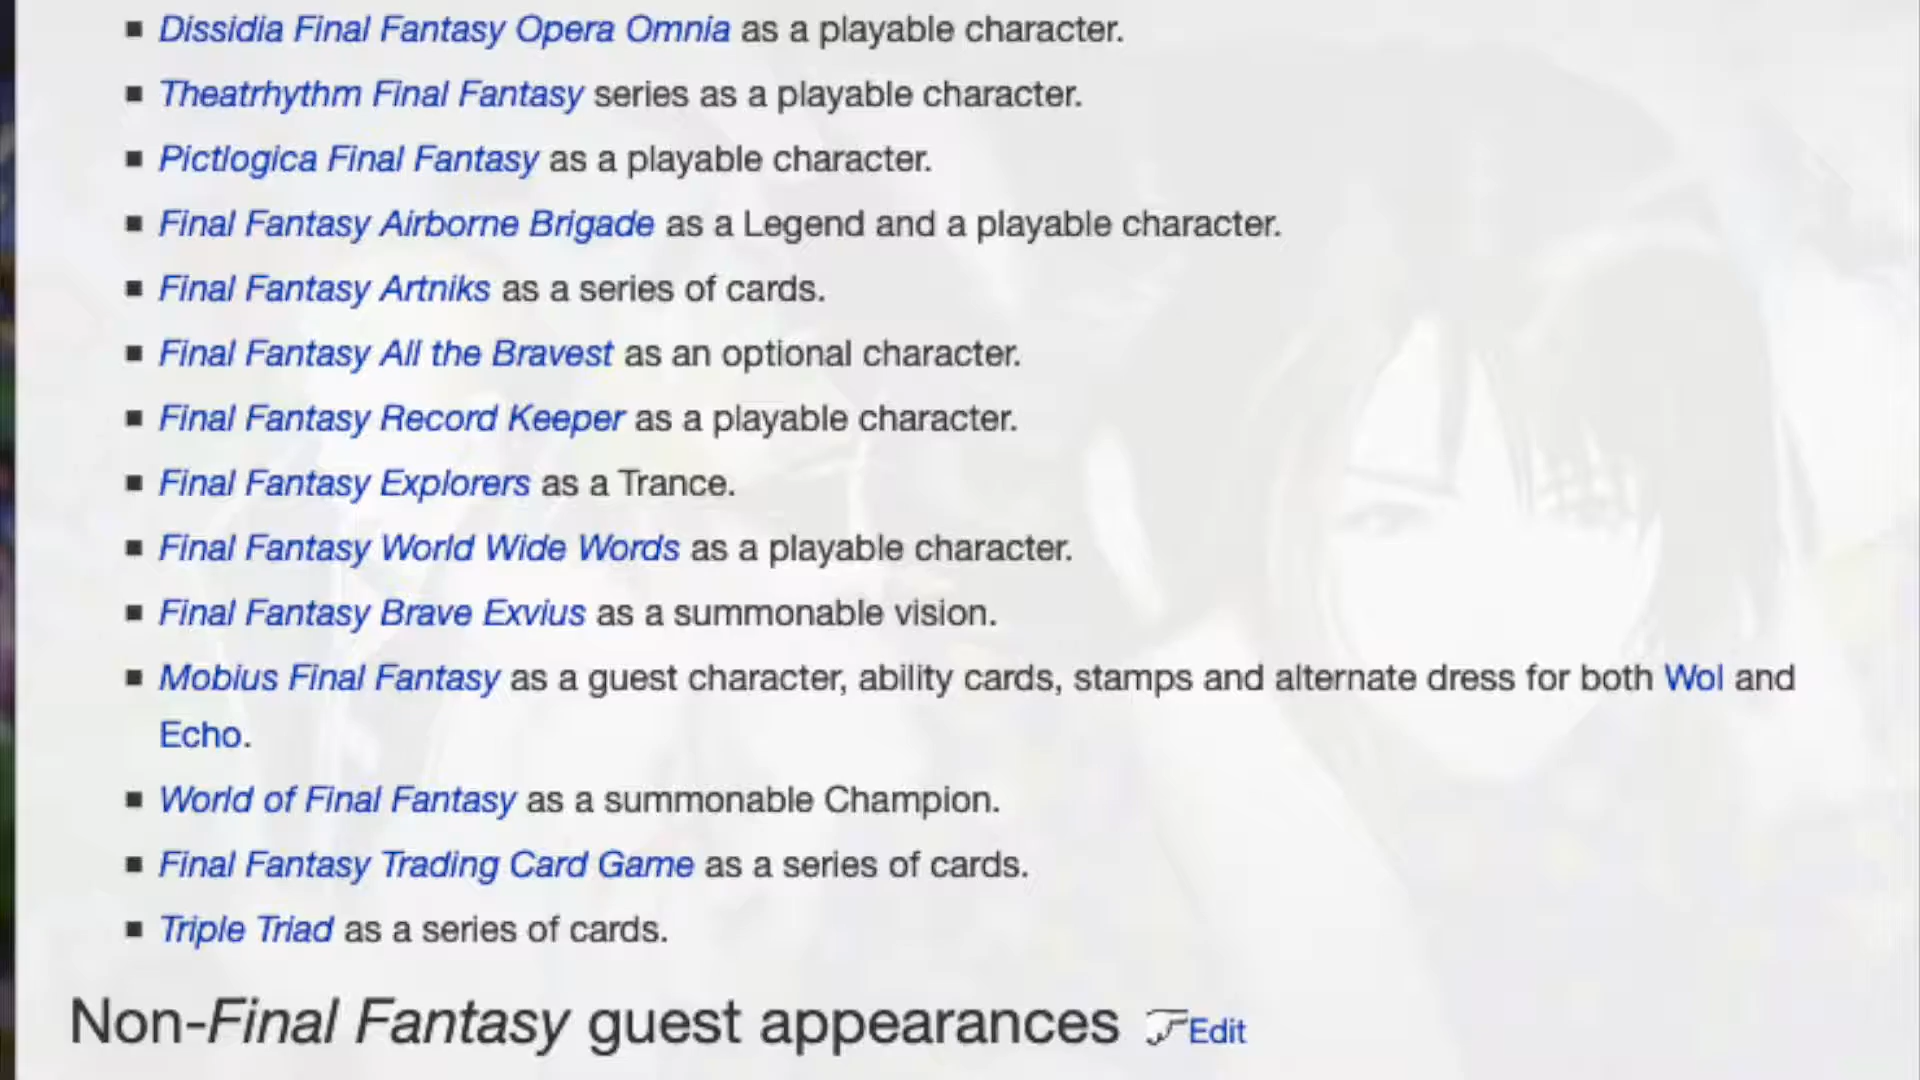 Dissidia Final Fantasy Opera Omnia as a playable character.
Theatrhythm Final Fantasy series as a playable character.
Pictlogica Final Fantasy as a playable character.
Final Fantasy Airborne Brigade as a Legend and a playable character.
Final Fantasy Artniks as a series of cards.
Final Fantasy All the Bravest as an optional character.
Final Fantasy Record Keeper as a playable character.
Final Fantasy Explorers as a Trance.
Final Fantasy World Wide Words as a playable character.
Final Fantasy Brave Exvius as a summonable vision.
Mobius Final Fantasy as a guest character, ability cards, stamps and alternate dress for both Wol and
Echo.
World of Final Fantasy as a summonable Champion.
Final Fantasy Trading Card Game as a series of cards.
Triple Triad as a series of cards.
Non-Final Fantasy guest appearances Edit